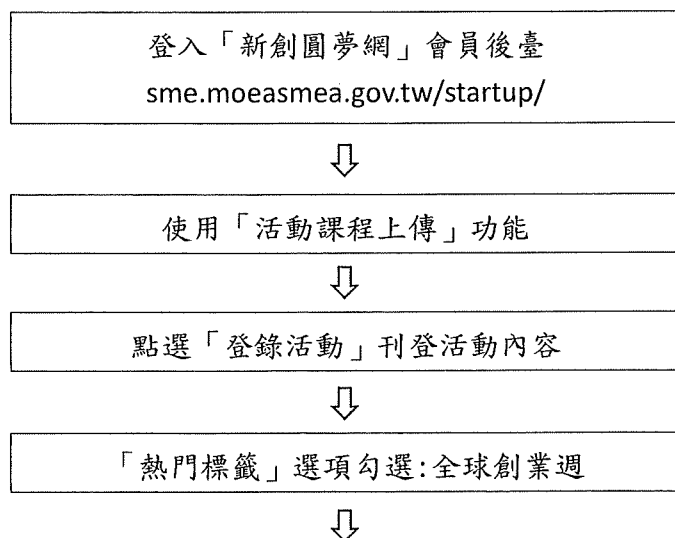 登入「新創圓夢網」會員後臺
sme.moeasmea.gov.tw/startup/
使用「活動課程上傳」功能
點選「登錄活動」刊登活動內容
「熱門標籤」選項勾選:全球創業週